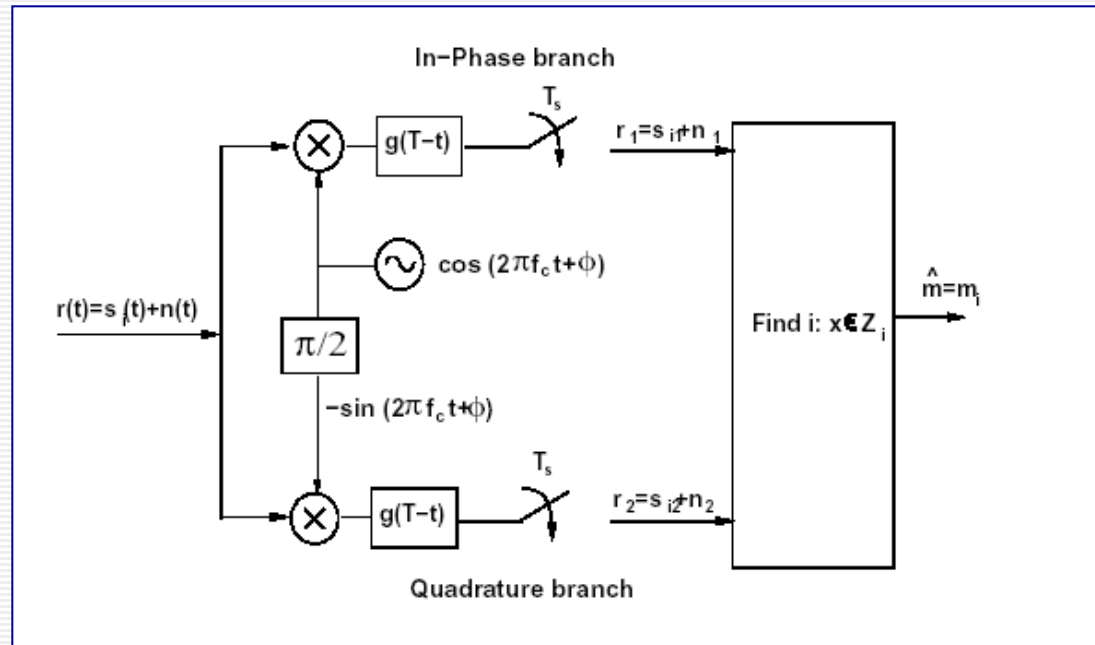 In−Phase branch
T_s
g(T−t)
r_1=s_i1+n_1
cos (2πf_c t+ϕ)
r(t)=s_i(t)+n(t)
π/2
m̂=m_i
Find i: x∈Z_i
−sin (2πf_c t+ϕ)
T_s
g(T−t)
r_2=s_i2+n_2
Quadrature branch